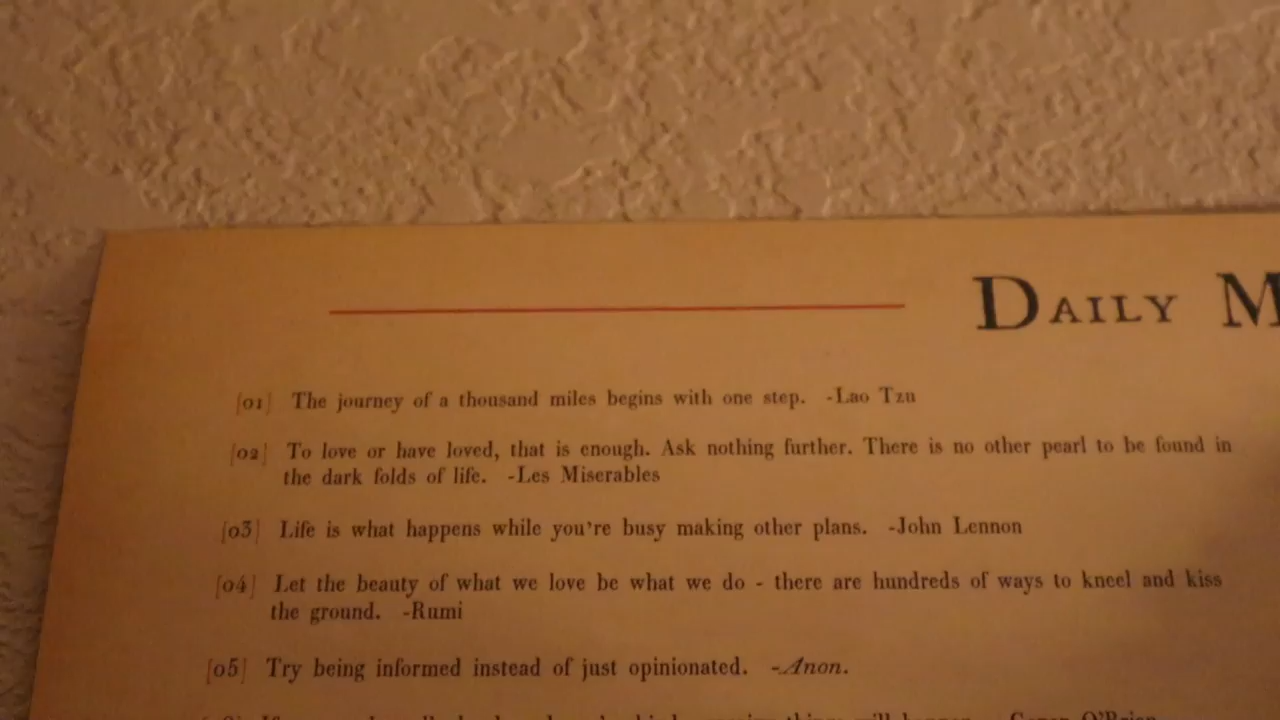 DAILY M
[01] The journey of a thousand miles begins with one step. -Lao Tzu
[02] To love or have loved, that is enough. Ask nothing further. There is no other pearl to be found in
the dark folds of life. -Les Miserables
[03] Life is what happens while you're busy making other plans. -John Lennon
[04] Let the beauty of what we love be what we do - there are hundreds of ways to kneel and kiss
the ground. -Rumi
[05] Try being informed instead of just opinionated. -Anon.